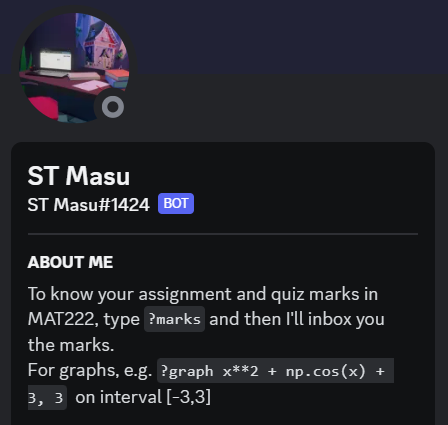 ST Masu
ST Masu#1424 BOT
ABOUT ME
To know your assignment and quiz marks in
MAT222, type ?marks and then I'll inbox you
the marks.
For graphs, e.g. ?graph x**2 + np.cos(x) +
3, 3 on interval [-3,3]